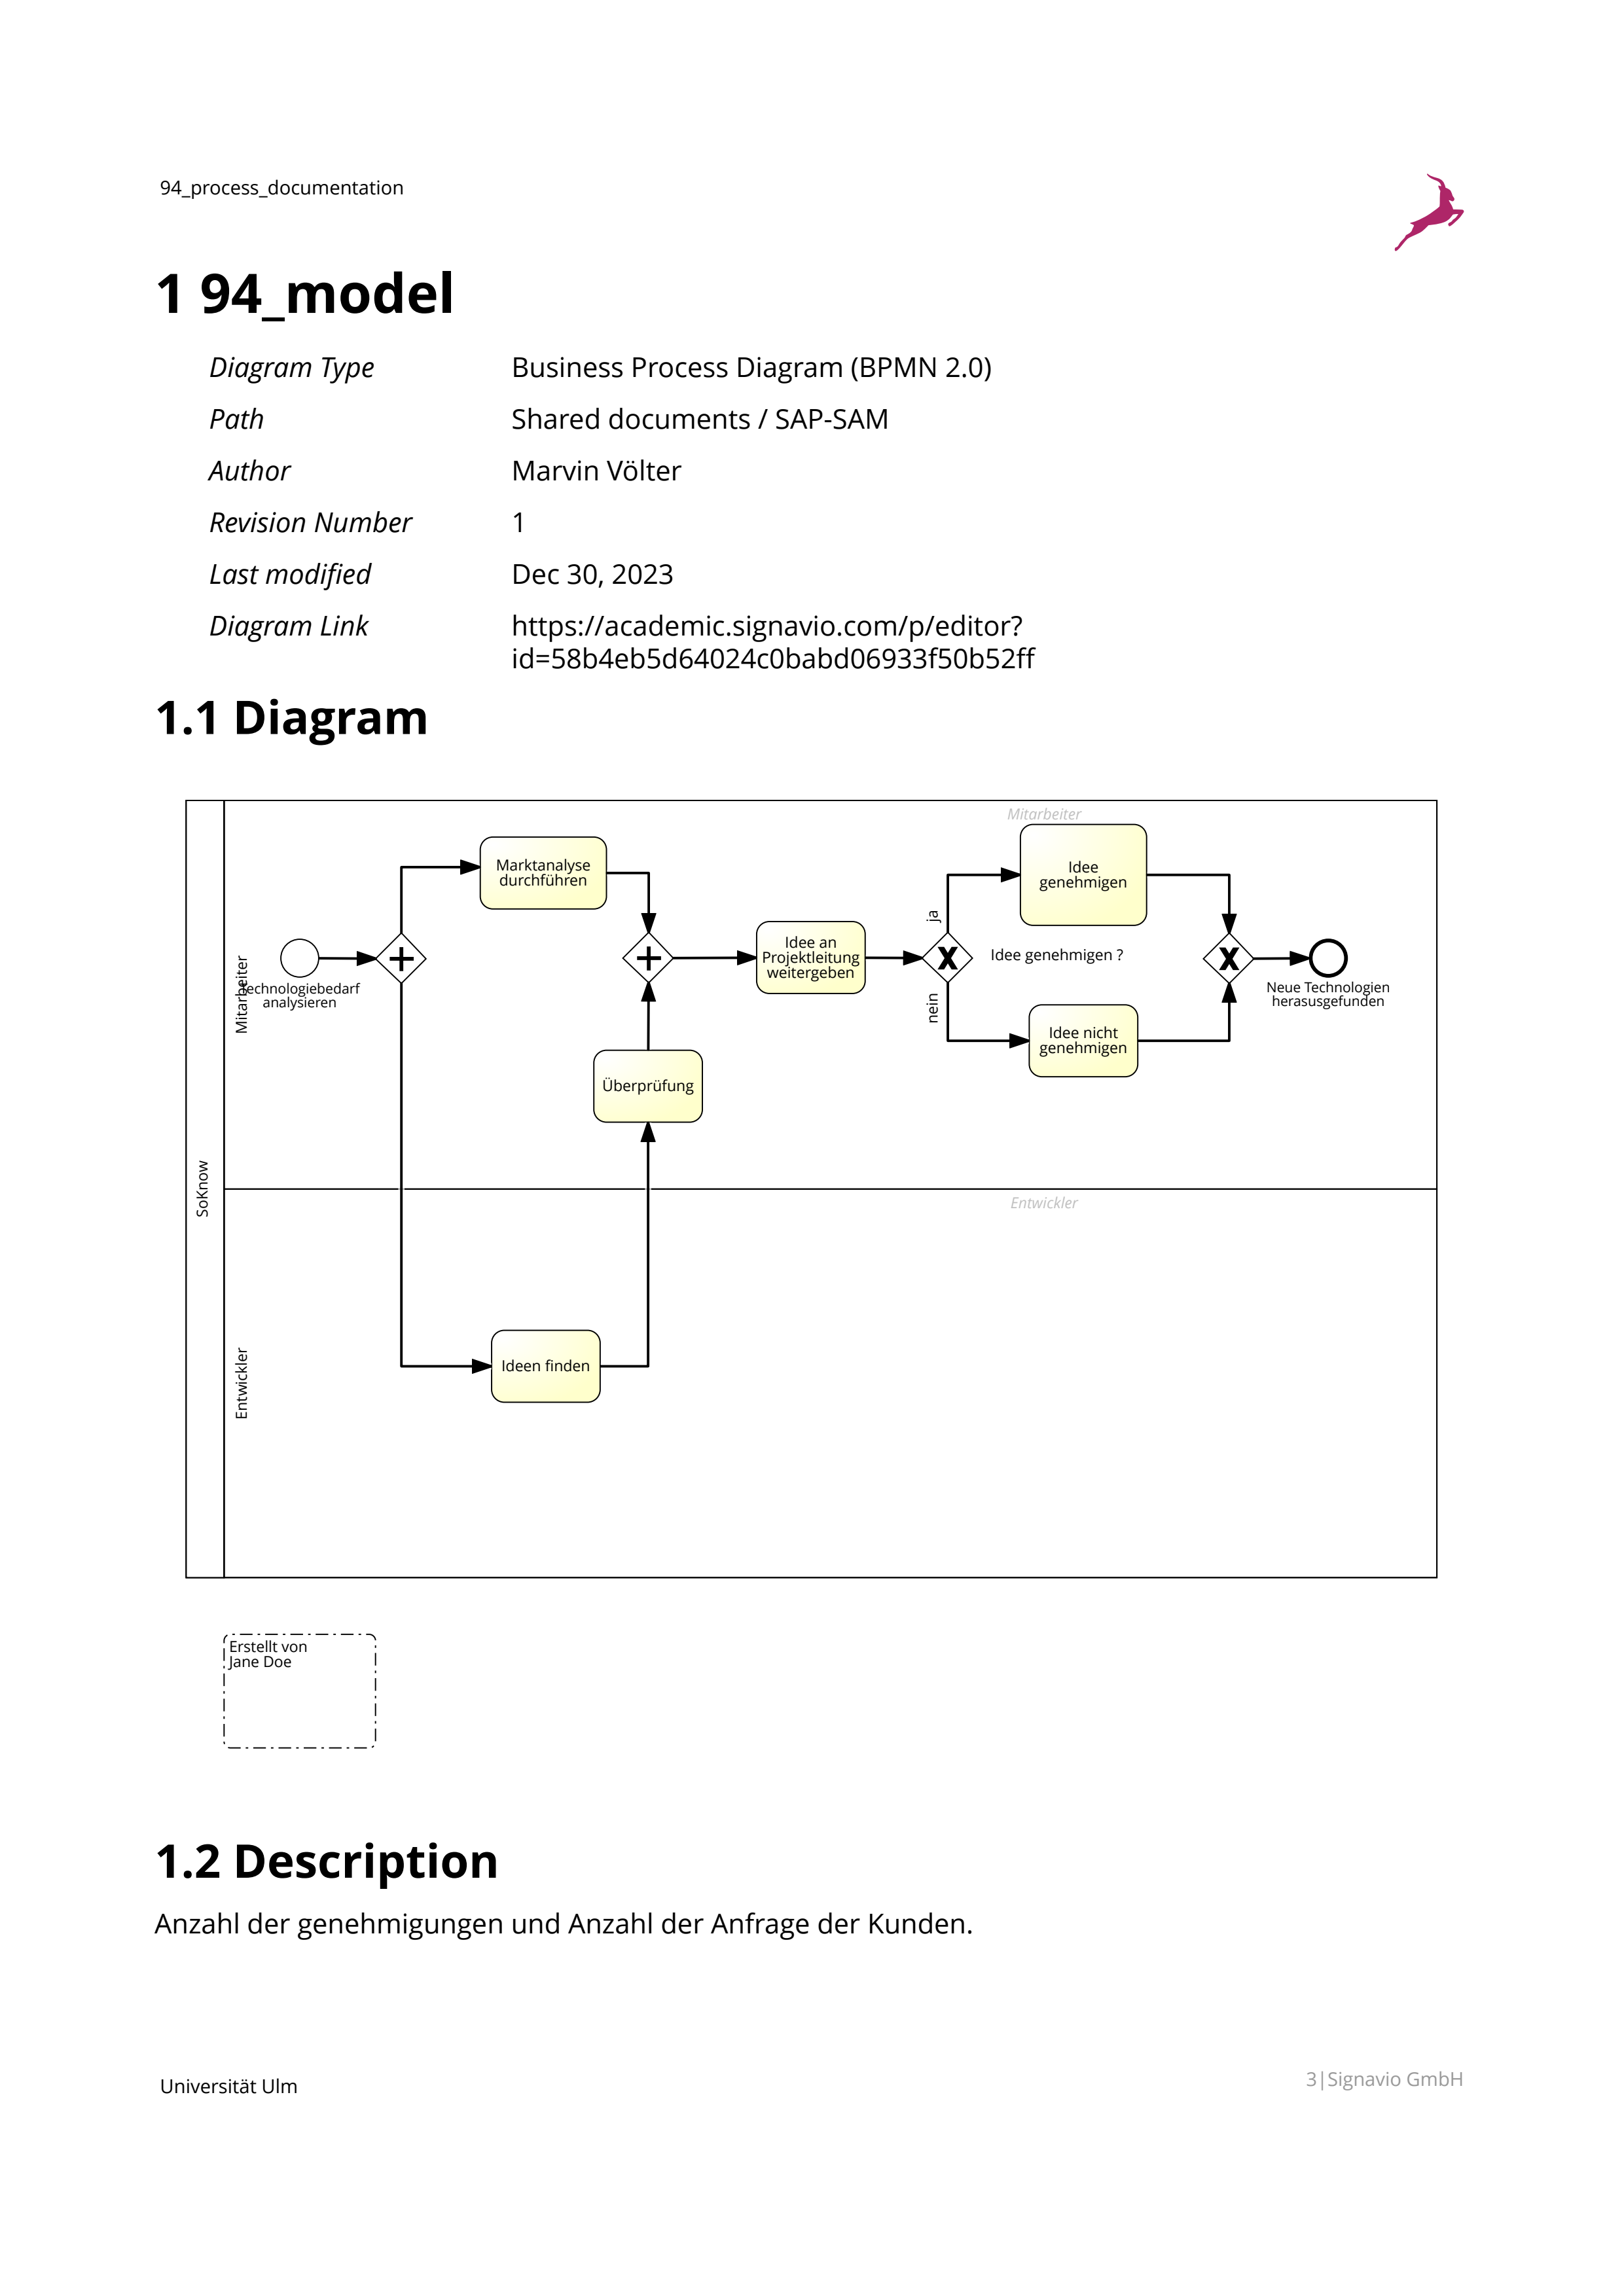 94_process_documentation
1 94_model
Diagram Type Business Process Diagram (BPMN 2.0)
Path Shared documents / SAP-SAM
Author Marvin Völter
Revision Number 1
Last modified Dec 30, 2023
Diagram Link https://academic.signavio.com/p/editor?
id=58b4eb5d64024c0babd06933f50b52ff
1.1 Diagram
SoKnow
Mitarbeiter
Mitarbeiter
Technologiebedarf
analysieren
Marktanalyse
durchführen
Überprüfung
Idee an
Projektleitung
weitergeben
ja
nein
Idee genehmigen ?
Idee
genehmigen
Idee nicht
genehmigen
Neue Technologien
herasusgefunden
Entwickler
Entwickler
Ideen finden
Erstellt von
Jane Doe
1.2 Description
Anzahl der genehmigungen und Anzahl der Anfrage der Kunden.
Universität Ulm
3|Signavio GmbH